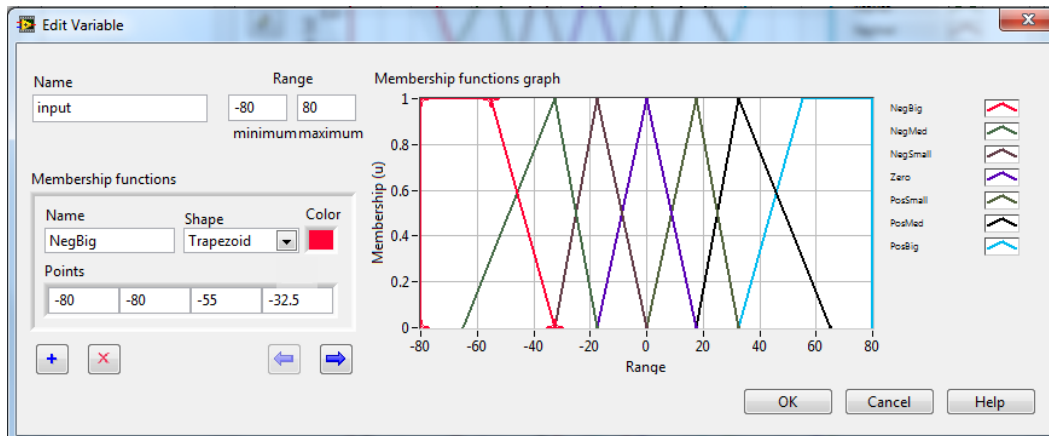 Edit Variable
Name
input
Range
-80 80
minimum maximum
Membership functions
Name
NegBig
Shape
Trapezoid
Color
Points
-80 -80 -55 -32.5
Membership functions graph
Membership (u)
1
0.8
0.6
0.4
0.2
0
-80 -60 -40 -20 0 20 40 60 80
Range
NegBig
NegMed
NegSmall
Zero
PosSmall
PosMed
PosBig
OK Cancel Help